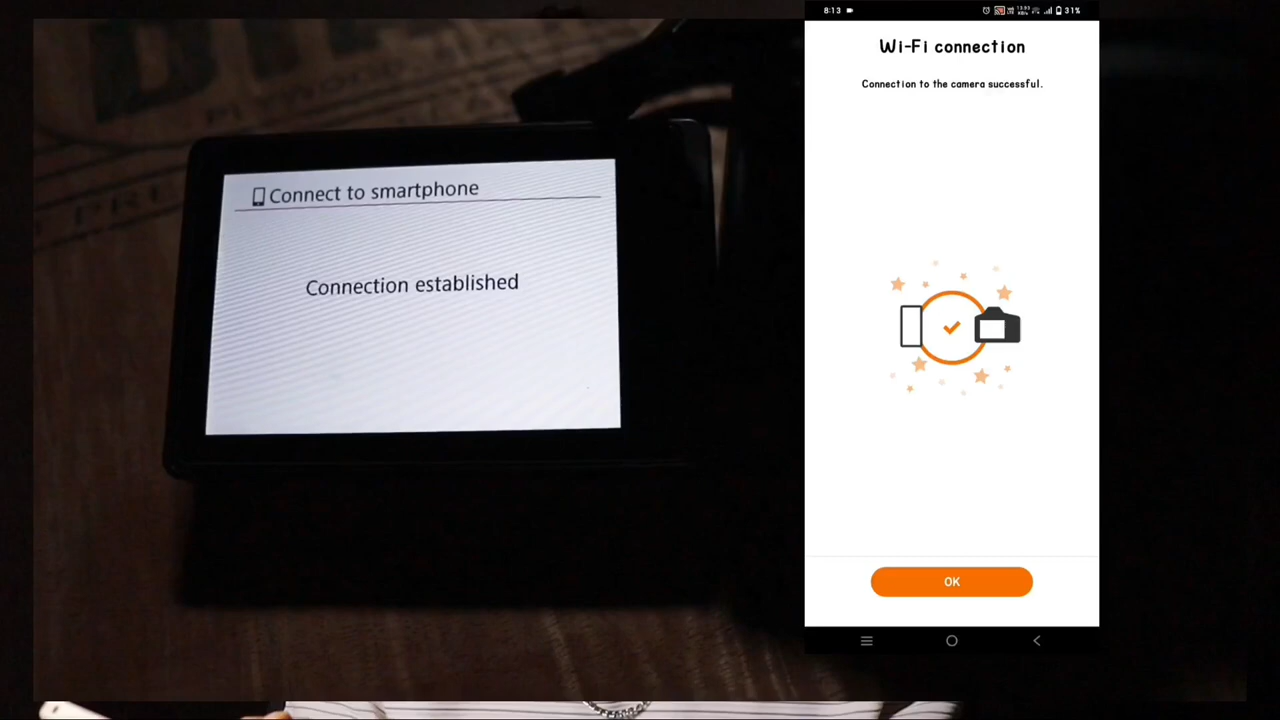 Connect to smartphone
Connection established
8:13
31%
Wi-Fi connection
Connection to the camera successful.
OK